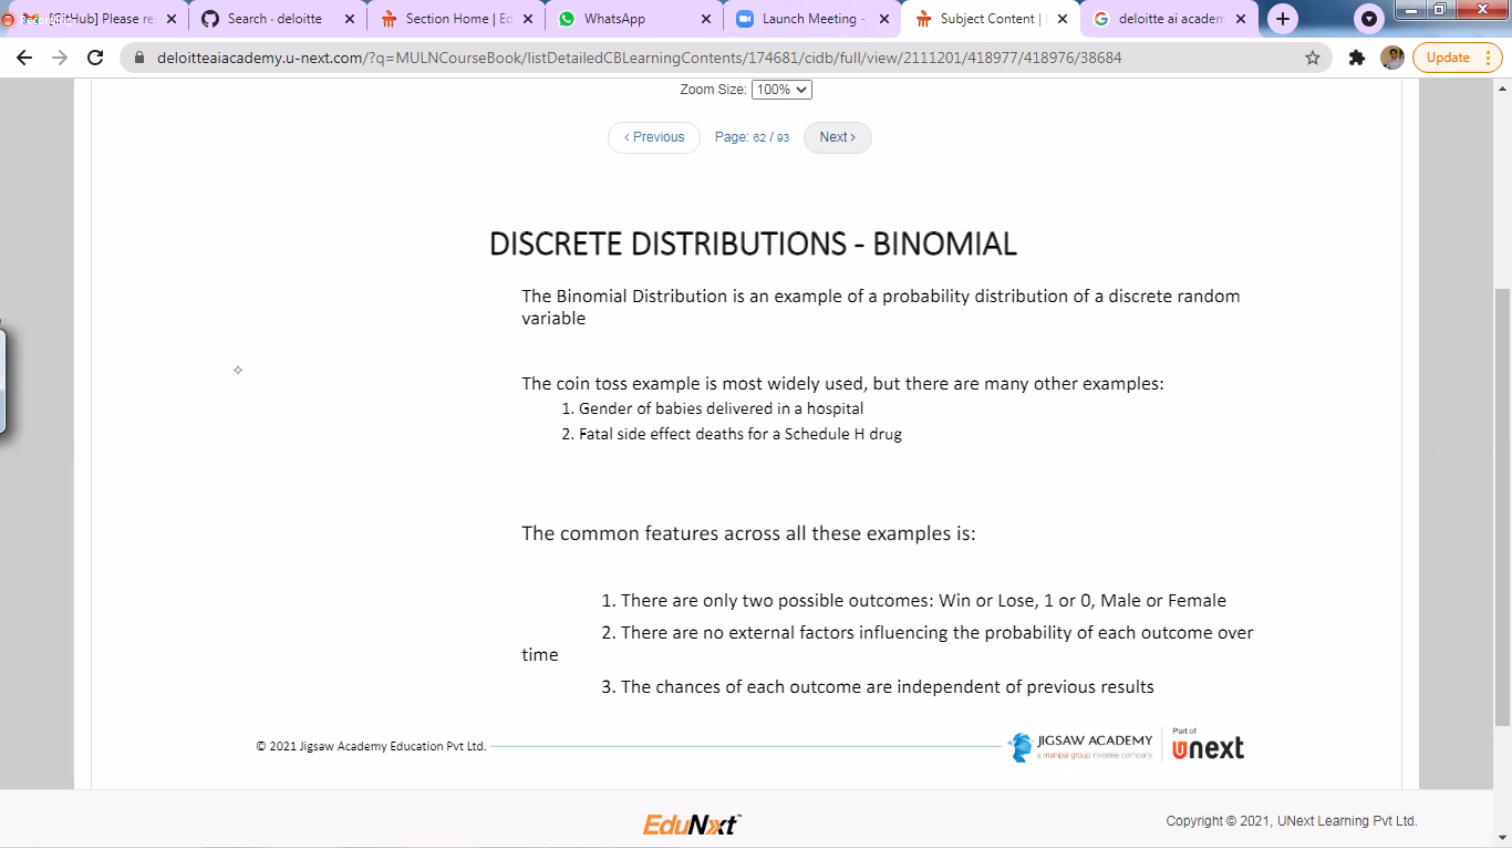 [GitHub] Please re
Search · deloitte
Section Home | Ed
WhatsApp
Launch Meeting -
Subject Content |
deloitte ai academ
deloitteaiacademy.u-next.com/?q=MULNCourseBook/listDetailedCBLearningContents/174681/cidb/full/view/2111201/418977/418976/38684
Update
Zoom Size: 100%
‹ Previous Page: 62 / 93 Next ›
DISCRETE DISTRIBUTIONS - BINOMIAL
The Binomial Distribution is an example of a probability distribution of a discrete random
variable
The coin toss example is most widely used, but there are many other examples:
1. Gender of babies delivered in a hospital
2. Fatal side effect deaths for a Schedule H drug
The common features across all these examples is:
1. There are only two possible outcomes: Win or Lose, 1 or 0, Male or Female
2. There are no external factors influencing the probability of each outcome over
time
3. The chances of each outcome are independent of previous results
© 2021 Jigsaw Academy Education Pvt Ltd.
JIGSAW ACADEMY
a manipal group investee company
Part of
unext
EduNxt™
Copyright © 2021, UNext Learning Pvt Ltd.